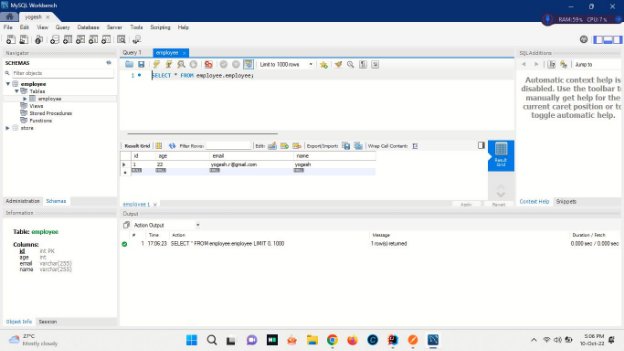 MySQL Workbench
yogesh
RAM:59% CPU:7%
File Edit View Query Database Server Tools Scripting Help
Navigator
SCHEMAS
Filter objects
employee
Tables
employee
Views
Stored Procedures
Functions
store
Administration Schemas
Information
Table: employee
Columns:
id int PK
age int
email varchar(255)
name varchar(255)
Object Info Session
Query 1 employee
Limit to 1000 rows
1 SELECT * FROM employee.employee;
Result Grid Filter Rows: Edit: Export/Import: Wrap Cell Content:
id age email name
1 22 yogesh.r@gmail.com yogesh
NULL NULL NULL NULL
Result Grid
employee 1
Apply Revert
Output
Action Output
# Time Action Message Duration / Fetch
1 17:06:23 SELECT * FROM employee.employee LIMIT 0, 1000 1 row(s) returned 0.000 sec / 0.000 sec
SQLAdditions
Jump to
Automatic context help is
disabled. Use the toolbar to
manually get help for the
current caret position or to
toggle automatic help.
Context Help Snippets
27°C
Mostly cloudy
5:06 PM
10-Oct-22